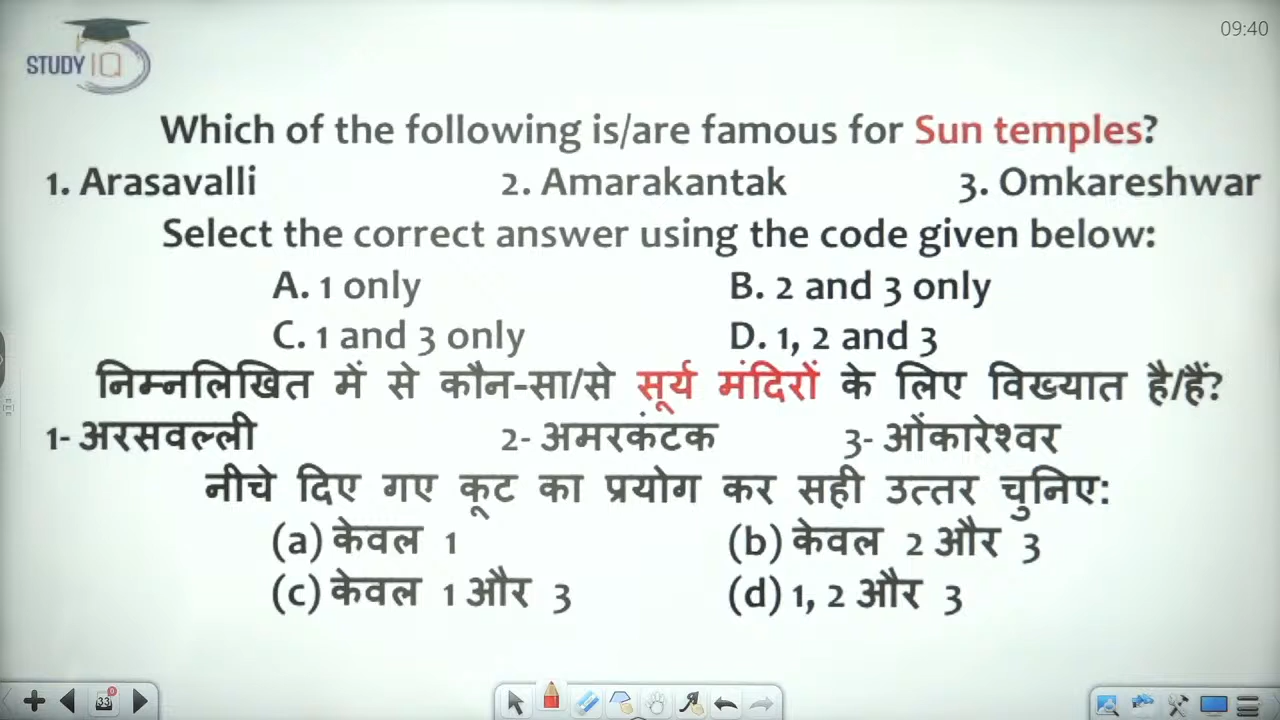 STUDY IQ
09:40
Which of the following is/are famous for Sun temples?
1. Arasavalli 2. Amarakantak 3. Omkareshwar
Select the correct answer using the code given below:
A. 1 only B. 2 and 3 only
C. 1 and 3 only D. 1, 2 and 3
निम्नलिखित में से कौन-सा/से सूर्य मंदिरों के लिए विख्यात है/हैं?
1- अरसवल्ली 2- अमरकंटक 3- ओंकारेश्वर
नीचे दिए गए कूट का प्रयोग कर सही उत्तर चुनिए:
(a) केवल 1 (b) केवल 2 और 3
(c) केवल 1 और 3 (d) 1, 2 और 3
33